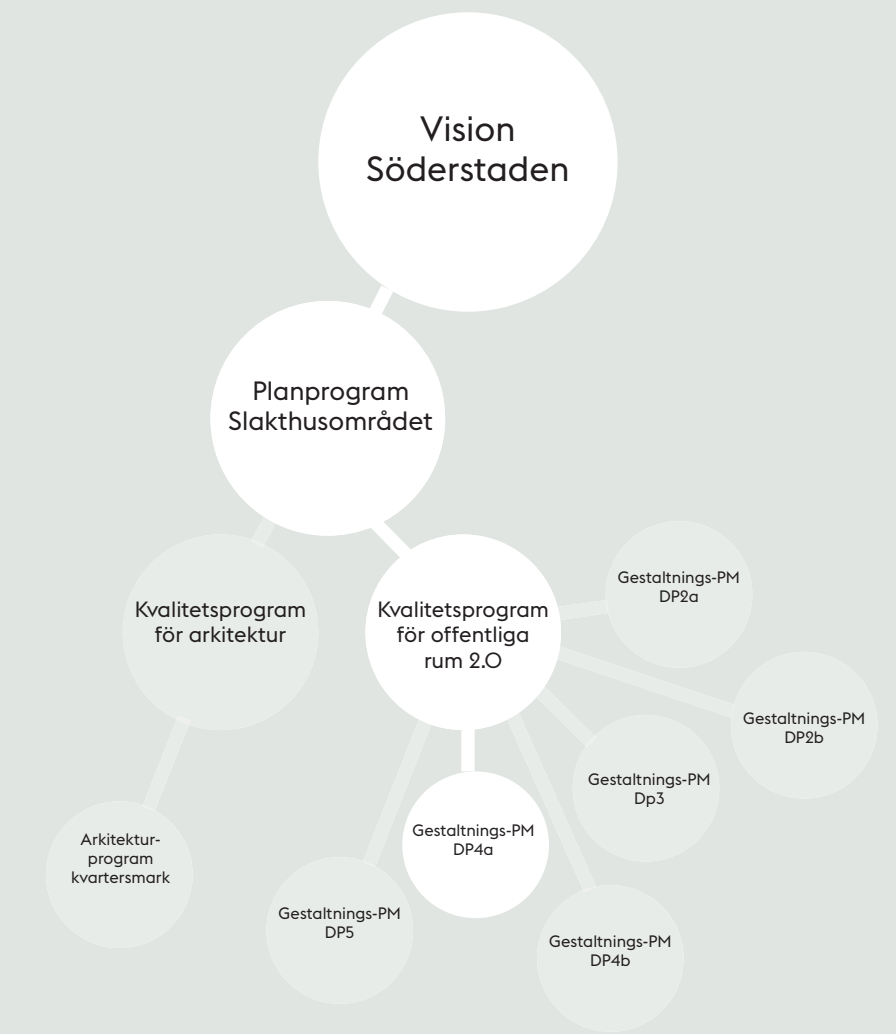 Vision
Söderstaden
Planprogram
Slakthusområdet
Kvalitetsprogram
för arkitektur
Kvalitetsprogram
för offentliga
rum 2.0
Gestaltnings-PM
DP2a
Gestaltnings-PM
DP2b
Gestaltnings-PM
Dp3
Gestaltnings-PM
DP4a
Arkitektur-
program
kvartersmark
Gestaltnings-PM
DP5
Gestaltnings-PM
DP4b